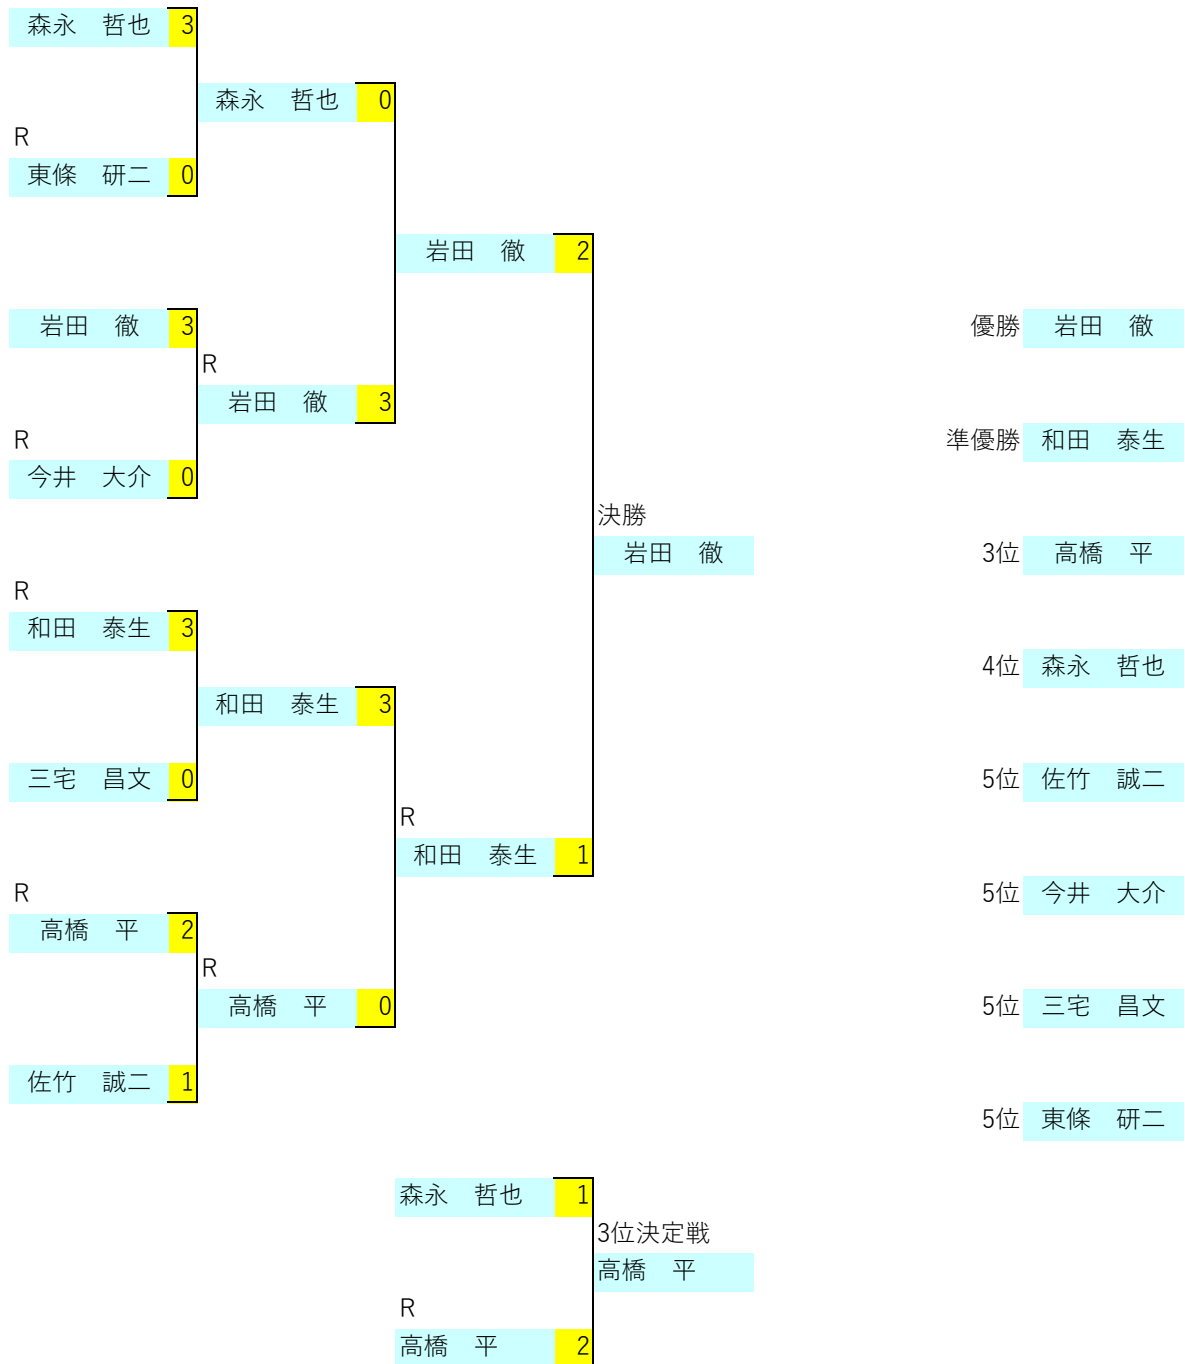 森永　哲也 3
森永　哲也 0
R
東條　研二 0
岩田　徹 2
岩田　徹 3
優勝 岩田　徹
R
岩田　徹 3
R
準優勝 和田　泰生
今井　大介 0
決勝
岩田　徹
3位 高橋　平
R
和田　泰生 3
4位 森永　哲也
和田　泰生 3
三宅　昌文 0
5位 佐竹　誠二
R
和田　泰生 1
R
5位 今井　大介
高橋　平 2
R
高橋　平 0
5位 三宅　昌文
佐竹　誠二 1
5位 東條　研二
森永　哲也 1
3位決定戦
高橋　平
R
高橋　平 2